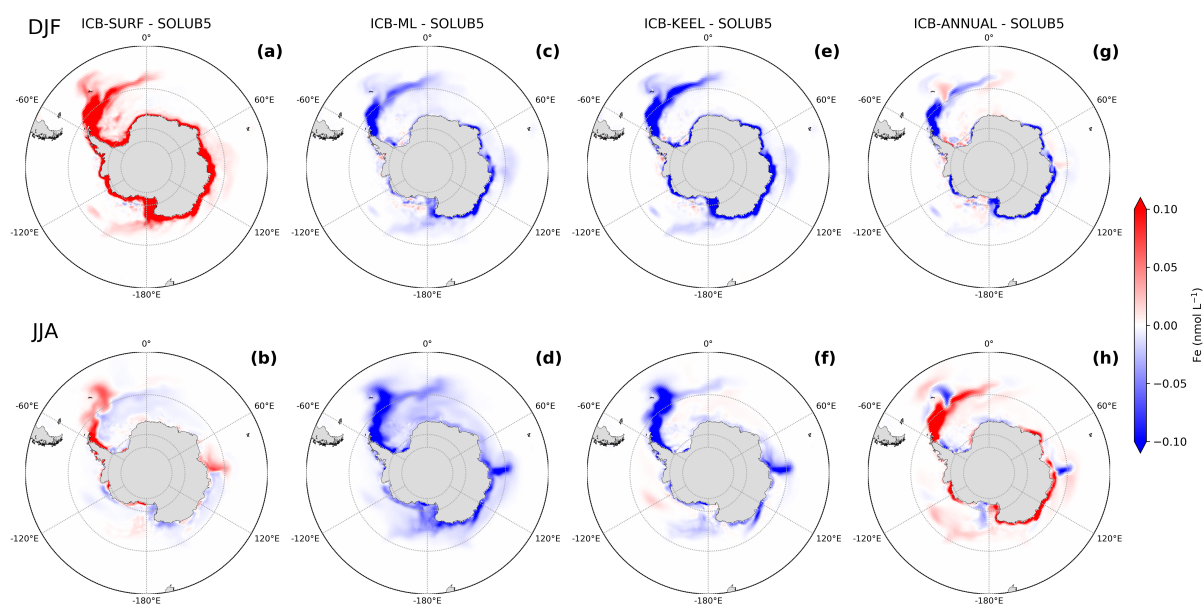 DJF
ICB-SURF - SOLUB5
ICB-ML - SOLUB5
ICB-KEEL - SOLUB5
ICB-ANNUAL - SOLUB5
(a)
(c)
(e)
(g)
0°
0°
0°
0°
-60°E
60°E
-60°E
60°E
-60°E
60°E
-60°E
60°E
-120°E
120°E
-120°E
120°E
-120°E
120°E
-120°E
120°E
-180°E
-180°E
-180°E
-180°E
JJA
(b)
(d)
(f)
(h)
0°
0°
0°
0°
-60°E
60°E
-60°E
60°E
-60°E
60°E
-60°E
60°E
-120°E
120°E
-120°E
120°E
-120°E
120°E
-120°E
120°E
-180°E
-180°E
-180°E
-180°E
0.10
0.05
0.00
−0.05
−0.10
Fe (nmol L⁻¹)